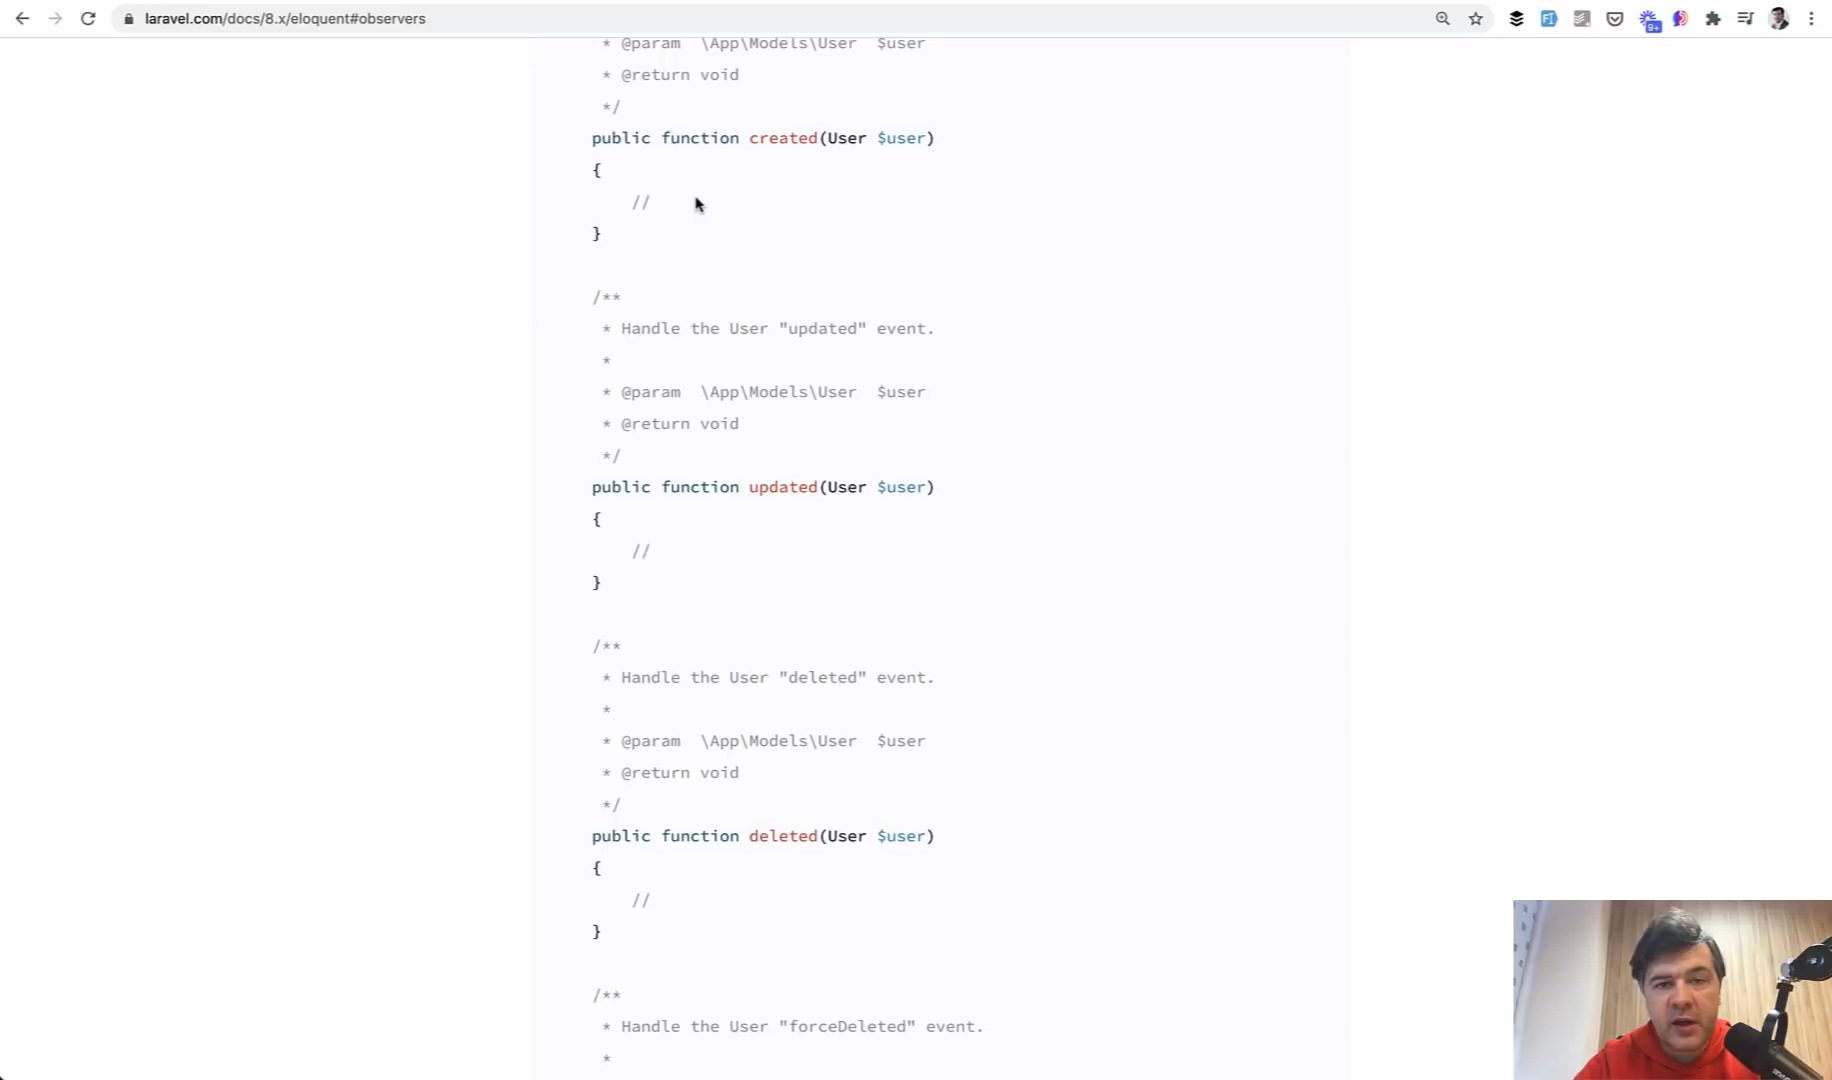 laravel.com/docs/8.x/eloquent#observers
9+
* @param \App\Models\User $user
* @return void
*/
public function created(User $user)
{
//
}
/**
* Handle the User "updated" event.
*
* @param \App\Models\User $user
* @return void
*/
public function updated(User $user)
{
//
}
/**
* Handle the User "deleted" event.
*
* @param \App\Models\User $user
* @return void
*/
public function deleted(User $user)
{
//
}
/**
* Handle the User "forceDeleted" event.
*